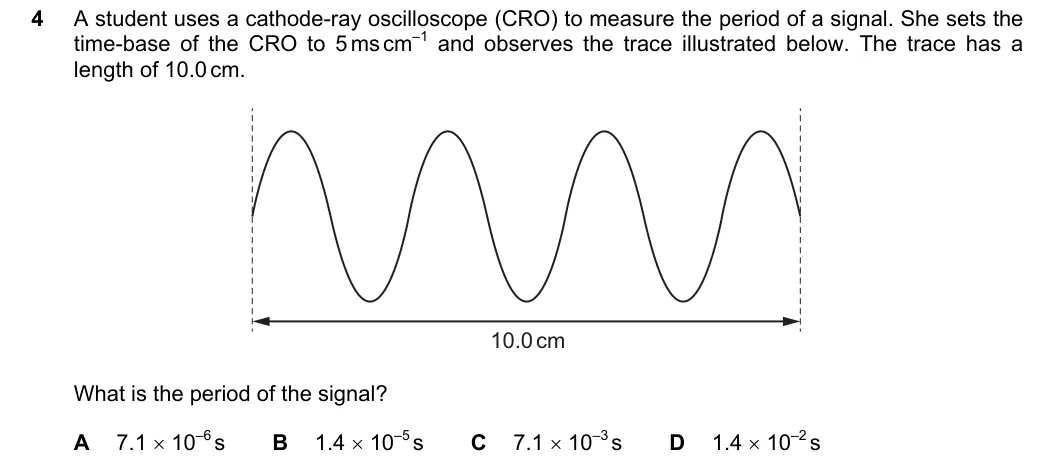 4 A student uses a cathode-ray oscilloscope (CRO) to measure the period of a signal. She sets the
time-base of the CRO to 5 ms cm⁻¹ and observes the trace illustrated below. The trace has a
length of 10.0 cm.
10.0 cm
What is the period of the signal?
A 7.1 × 10⁻⁶ s B 1.4 × 10⁻⁵ s C 7.1 × 10⁻³ s D 1.4 × 10⁻² s